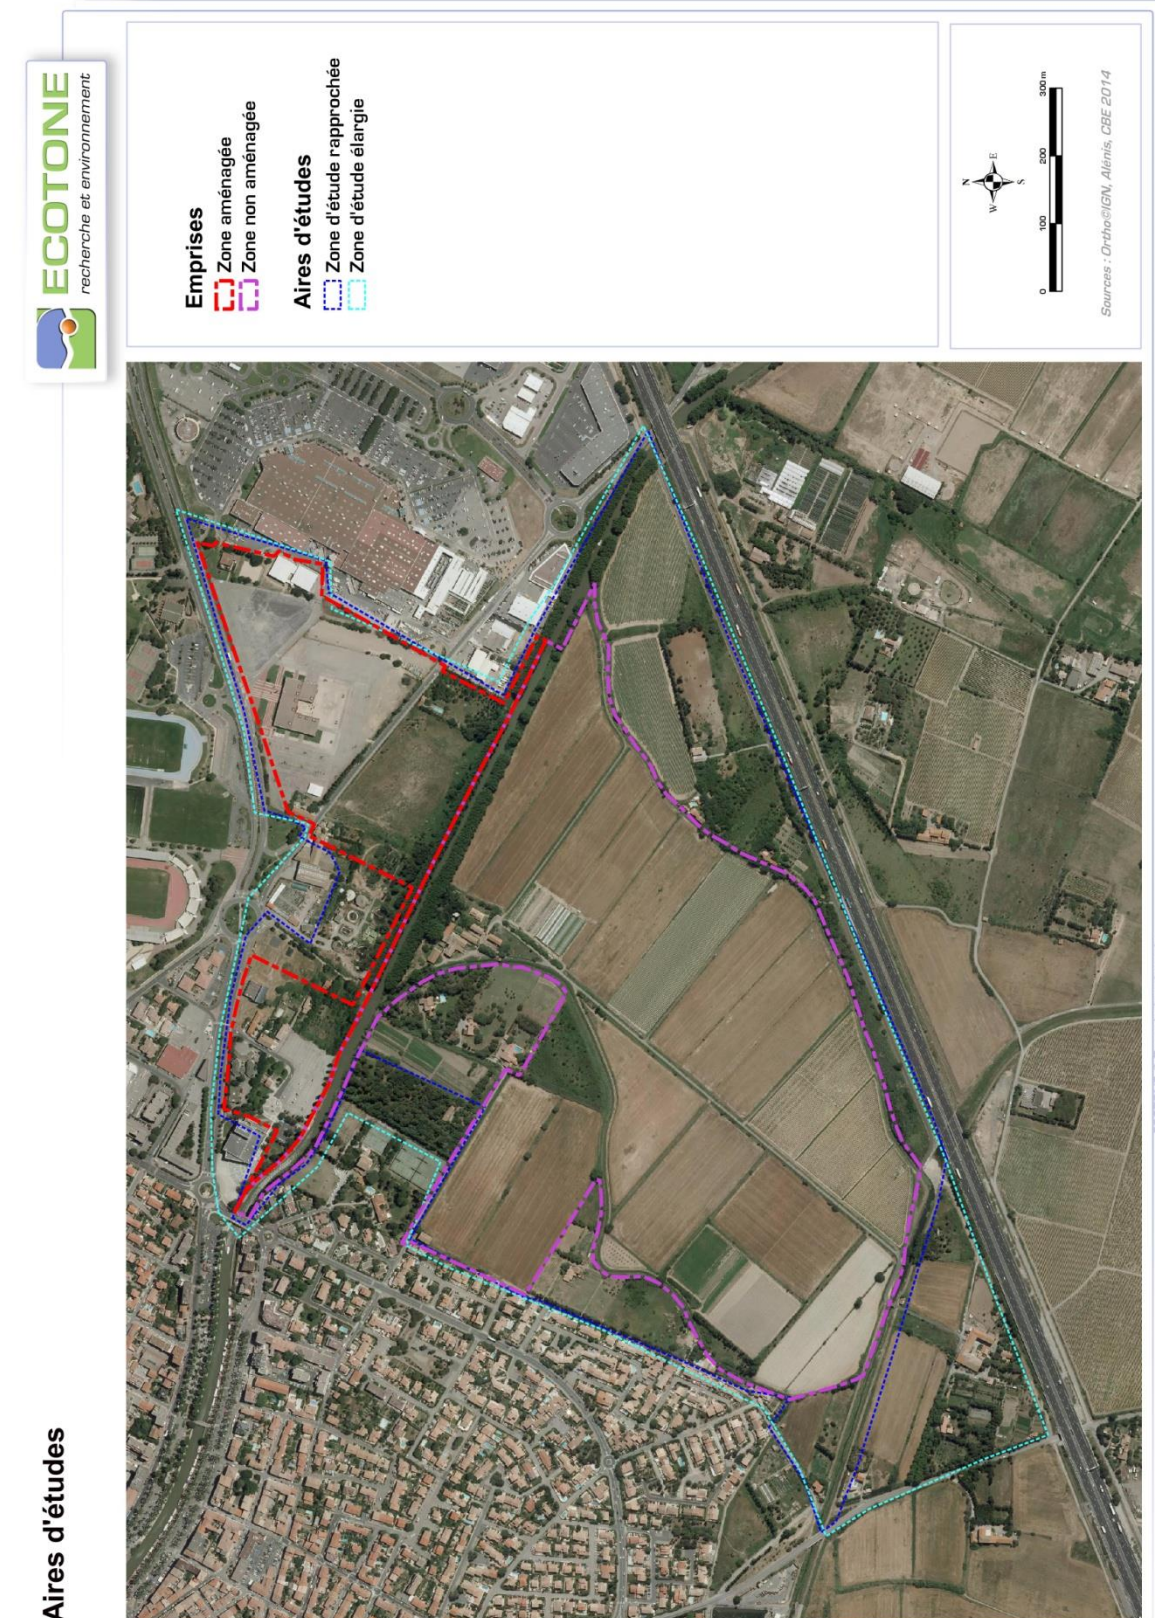 Aires d'études
ECOTONE
recherche et environnement
Emprises
Zone aménagée
Zone non aménagée
Aires d'études
Zone d'étude rapprochée
Zone d'étude élargie
N
W
E
S
0 100 200 300 m
Sources : Ortho©IGN, Alénis, CBE 2014